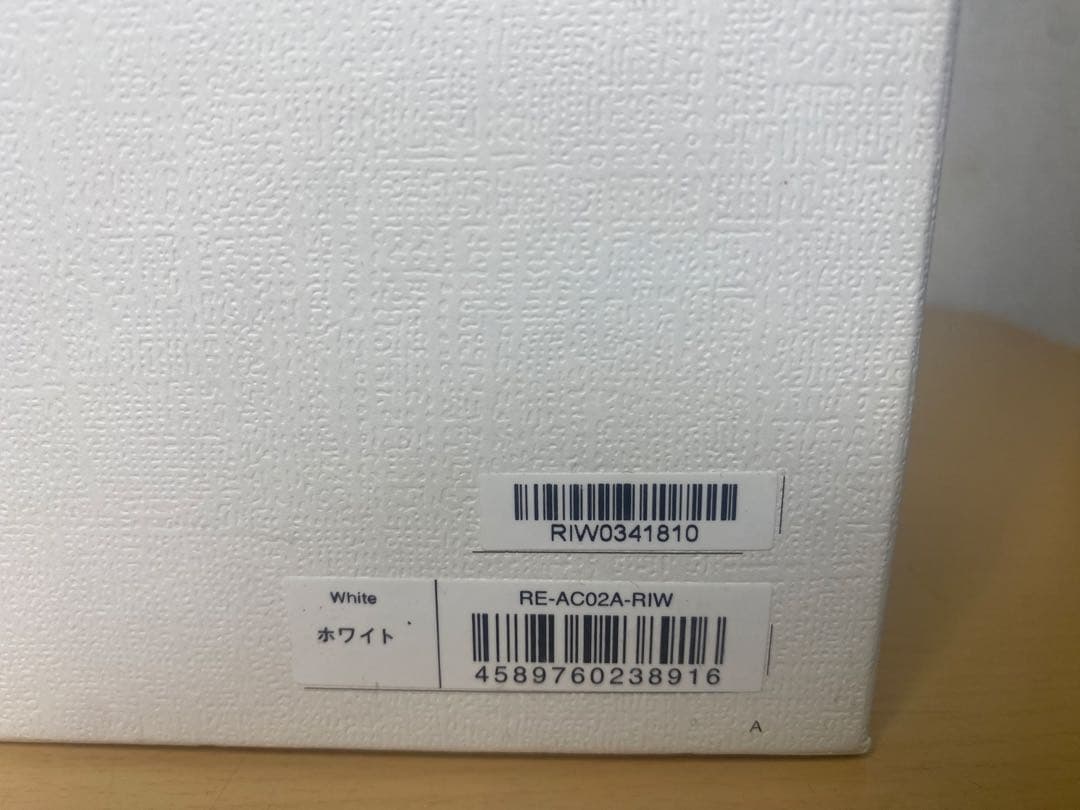 RIW0341810
White
ホワイト
RE-AC02A-RIW
4589760238916
A